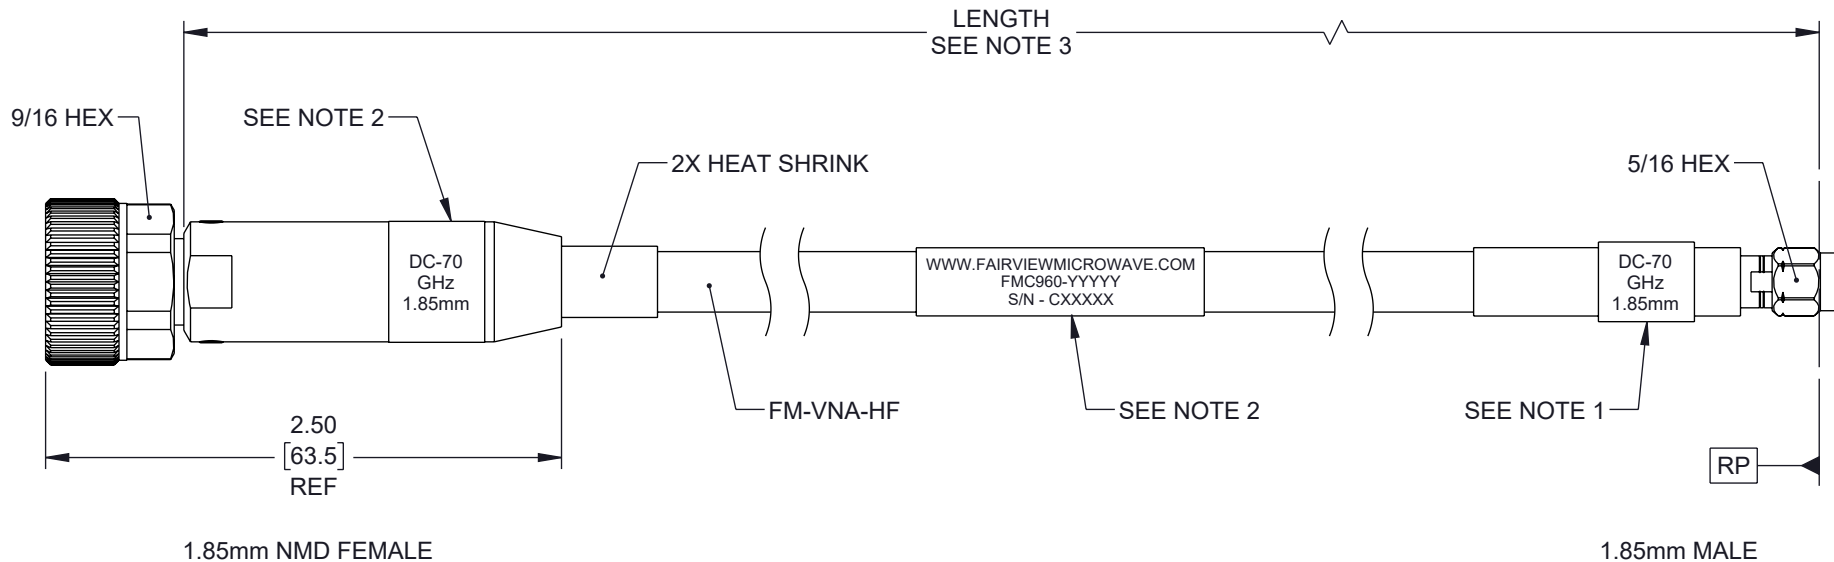 LENGTH
SEE NOTE 3
9/16 HEX
SEE NOTE 2
2X HEAT SHRINK
5/16 HEX
DC-70
GHz
1.85mm
WWW.FAIRVIEWMICROWAVE.COM
FMC960-YYYYY
S/N - CXXXXX
DC-70
GHz
1.85mm
FM-VNA-HF
SEE NOTE 2
SEE NOTE 1
2.50
[63.5]
REF
RP
1.85mm NMD FEMALE
1.85mm MALE